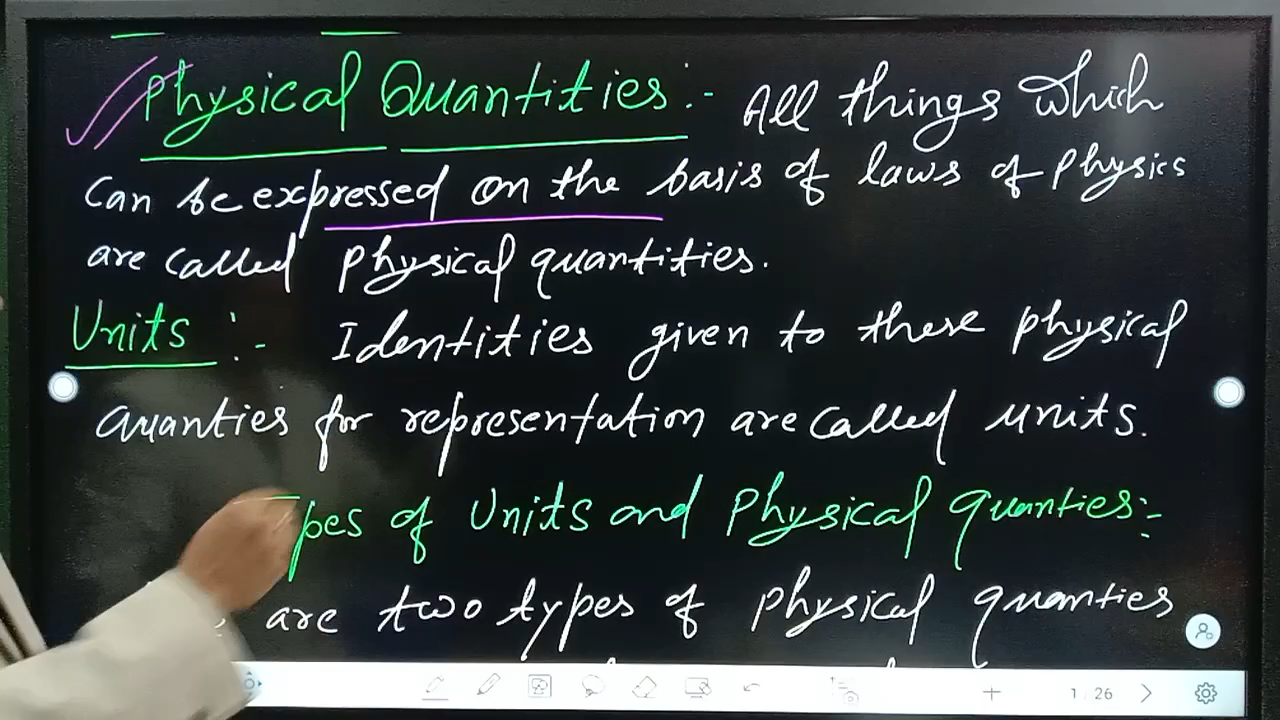 Physical Quantities :- All things which
can be expressed on the basis of laws of Physics
are called physical quantities.
Units :- Identities given to these physical
quanties for representation are called units.
pes of Units and Physical quanties:-
are two types of physical quanties
1 / 26